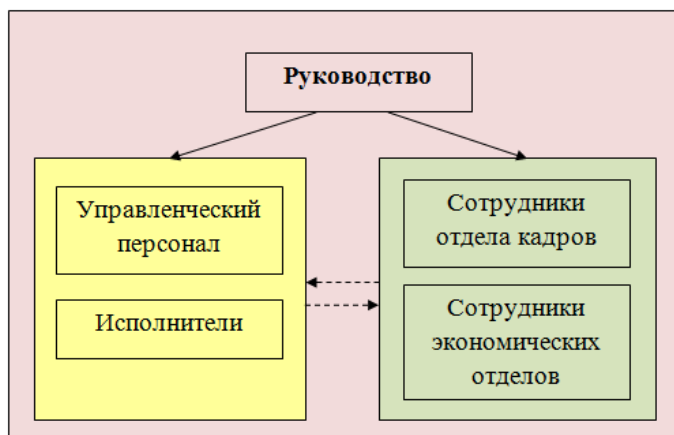 Руководство
Управленческий
персонал
Исполнители
Сотрудники
отдела кадров
Сотрудники
экономических
отделов